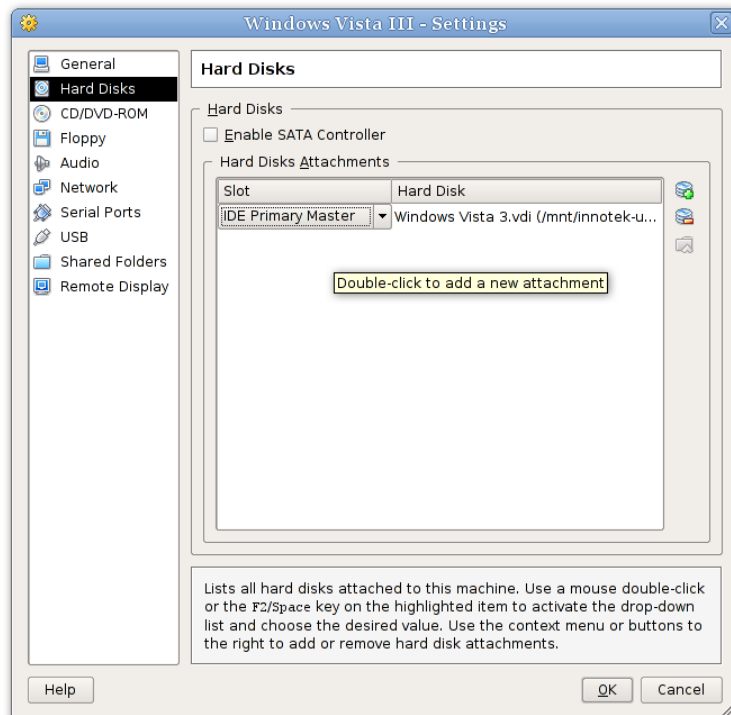 Windows Vista III - Settings
General
Hard Disks
CD/DVD-ROM
Floppy
Audio
Network
Serial Ports
USB
Shared Folders
Remote Display
Hard Disks
Hard Disks
Enable SATA Controller
Hard Disks Attachments
Slot Hard Disk
IDE Primary Master Windows Vista 3.vdi (/mnt/innotek-u...
Double-click to add a new attachment
Lists all hard disks attached to this machine. Use a mouse double-click
or the F2/Space key on the highlighted item to activate the drop-down
list and choose the desired value. Use the context menu or buttons to
the right to add or remove hard disk attachments.
Help OK Cancel